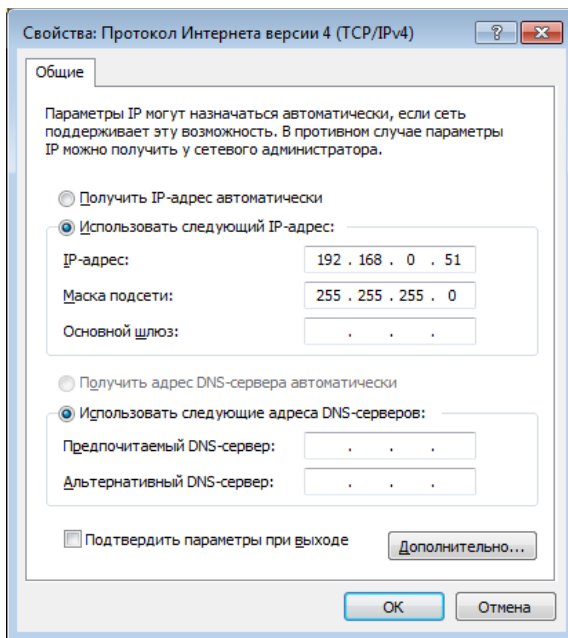 Свойства: Протокол Интернета версии 4 (TCP/IPv4)
Общие
Параметры IP могут назначаться автоматически, если сеть
поддерживает эту возможность. В противном случае параметры
IP можно получить у сетевого администратора.
Получить IP-адрес автоматически
Использовать следующий IP-адрес:
IP-адрес: 192 . 168 . 0 . 51
Маска подсети: 255 . 255 . 255 . 0
Основной шлюз: . . .
Получить адрес DNS-сервера автоматически
Использовать следующие адреса DNS-серверов:
Предпочитаемый DNS-сервер: . . .
Альтернативный DNS-сервер: . . .
Подтвердить параметры при выходе
Дополнительно...
ОК Отмена